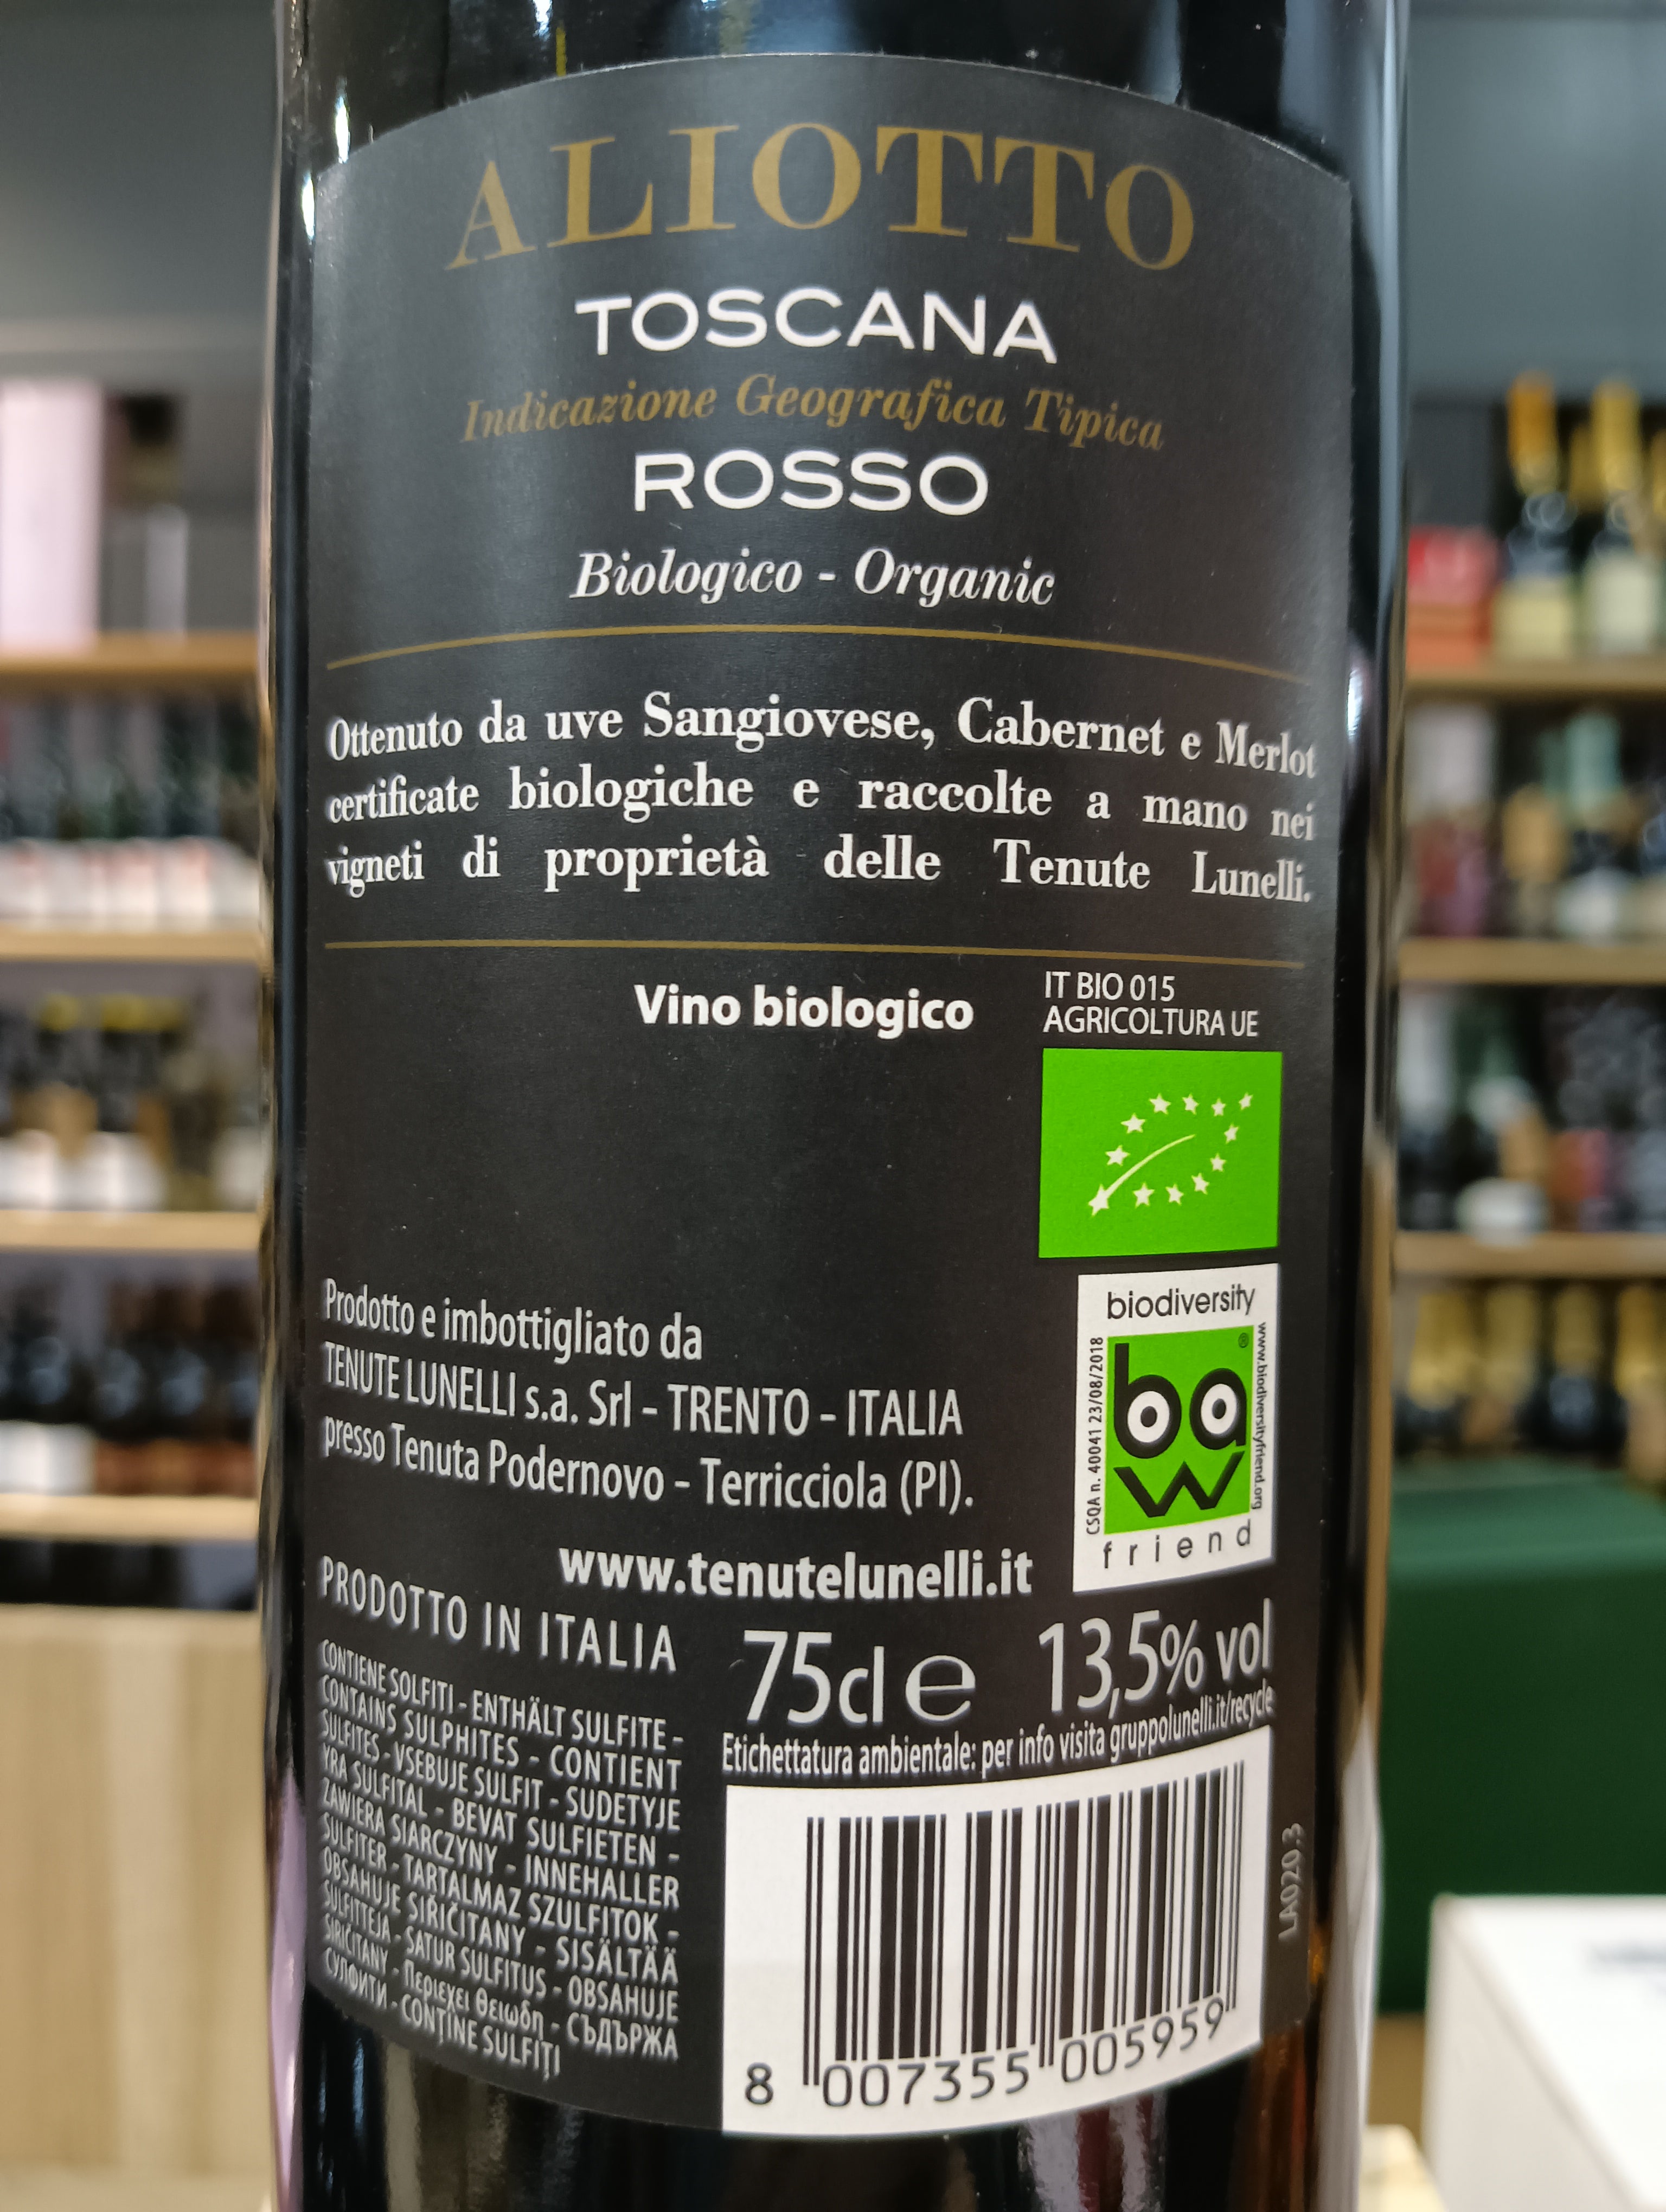 ALIOTTO
TOSCANA
Indicazione Geografica Tipica
ROSSO
Biologico - Organic
Ottenuto da uve Sangiovese, Cabernet e Merlot
certificate biologiche e raccolte a mano nei
vigneti di proprietà delle Tenute Lunelli.
Vino biologico
IT BIO 015
AGRICOLTURA UE
biodiversity
baw
®
CSQA n. 40041 23/08/2018
www.biodiversityfriend.org
friend
Prodotto e imbottigliato da
TENUTE LUNELLI s.a. Srl - TRENTO - ITALIA
presso Tenuta Podernovo - Terricciola (PI).
www.tenutelunelli.it
PRODOTTO IN ITALIA
75cl e 13,5% vol
Etichettatura ambientale: per info visita gruppolunelli.it/recycle
CONTIENE SOLFITI - ENTHÄLT SULFITE -
CONTAINS SULPHITES - CONTIENT
SULFITES - VSEBUJE SULFIT - SUDETYJE
YRA SULFITAL - BEVAT SULFIETEN -
ZAWIERA SIARCZYNY - INNEHALLER
SULFITER - TARTALMAZ SZULFITOK -
OBSAHUJE SIŘIČITANY - SISÄLTÄÄ
SULFITTEJA - SATUR SULFITUS - OBSAHUJE
SIRIČITANY - Περιεχει θειωδη - СЪДЪРЖА
СУЛФИТИ - CONȚINE SULFIȚI
8 007355 005959
LA020.3